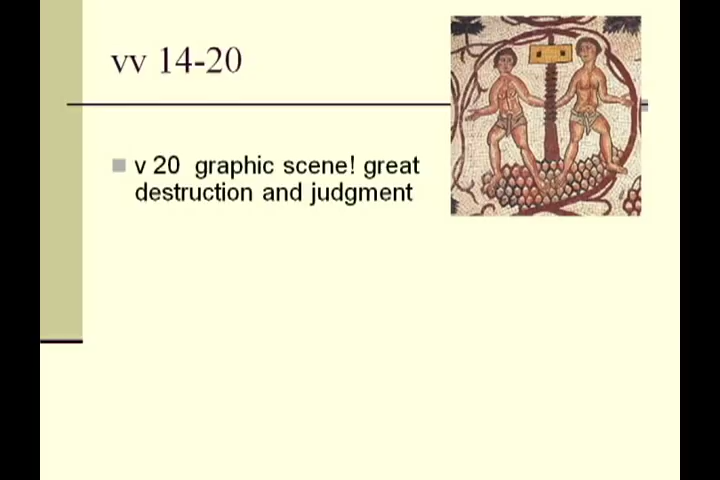 vv 14-20
v 20 graphic scene! great
destruction and judgment